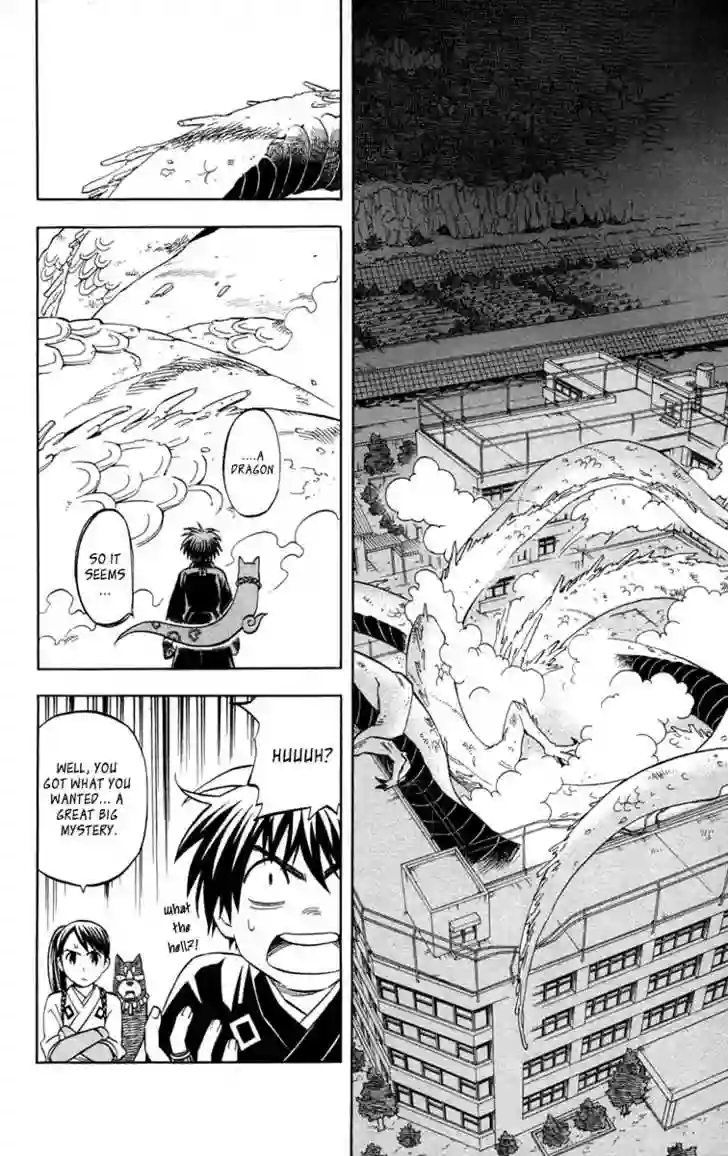 ....A
DRAGON
SO IT
SEEMS
...
HUUUH?
WELL, YOU
GOT WHAT YOU
WANTED... A
GREAT BIG
MYSTERY.
what
the
hell?!